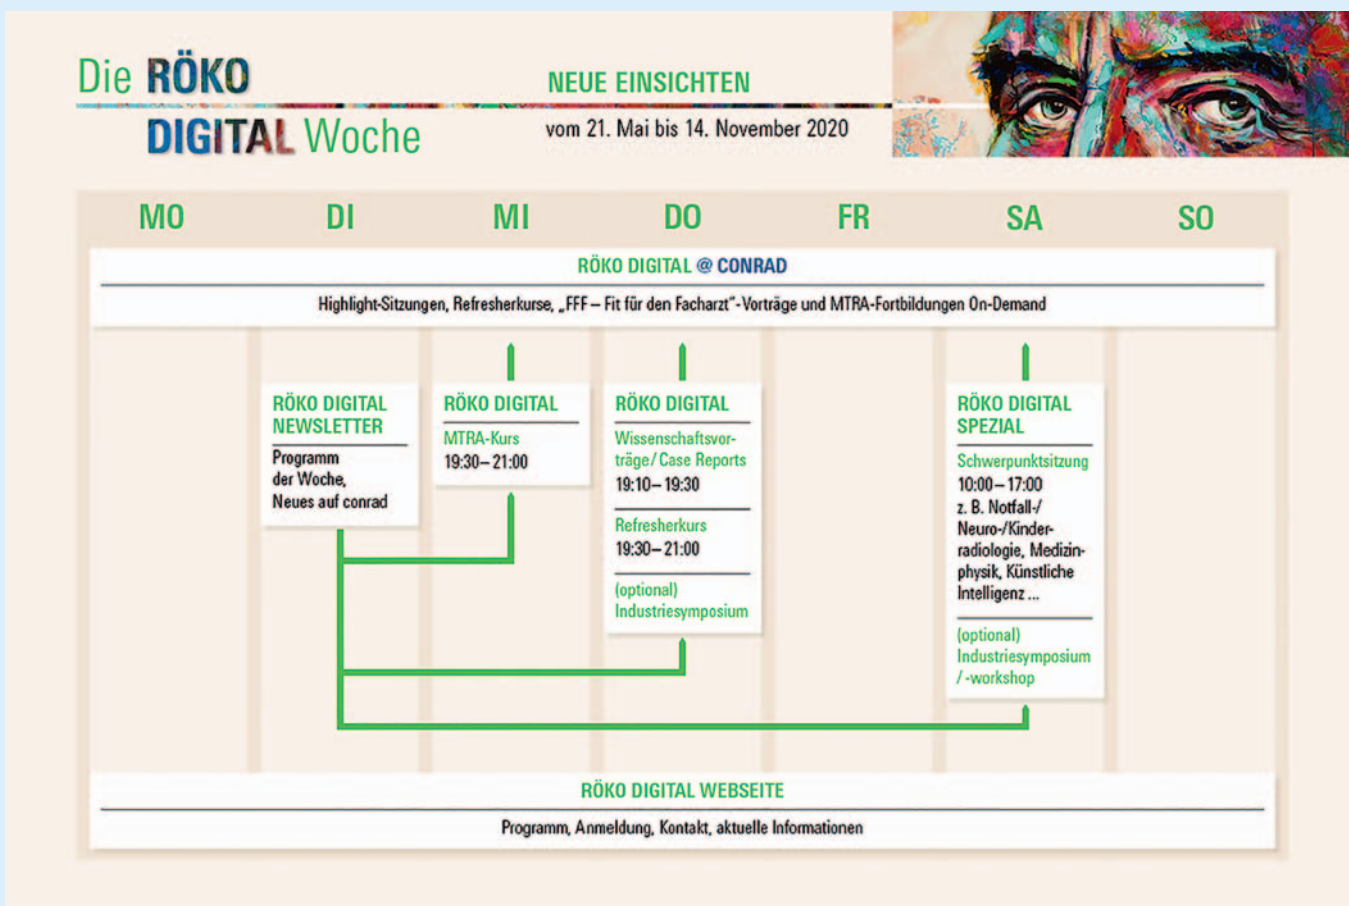 Die RÖKO
DIGITAL Woche
NEUE EINSICHTEN
vom 21. Mai bis 14. November 2020
MO DI MI DO FR SA SO
RÖKO DIGITAL @ CONRAD
Highlight-Sitzungen, Refresherkurse, „FFF – Fit für den Facharzt“-Vorträge und MTRA-Fortbildungen On-Demand
RÖKO DIGITAL
NEWSLETTER
Programm
der Woche,
Neues auf conrad
RÖKO DIGITAL
MTRA-Kurs
19:30 – 21:00
RÖKO DIGITAL
Wissenschaftsvor-
träge / Case Reports
19:10 – 19:30
Refresherkurs
19:30 – 21:00
(optional)
Industriesymposium
RÖKO DIGITAL
SPEZIAL
Schwerpunktsitzung
10:00 – 17:00
z. B. Notfall-/
Neuro-/Kinder-
radiologie, Medizin-
physik, Künstliche
Intelligenz ...
(optional)
Industriesymposium
/ -workshop
RÖKO DIGITAL WEBSEITE
Programm, Anmeldung, Kontakt, aktuelle Informationen